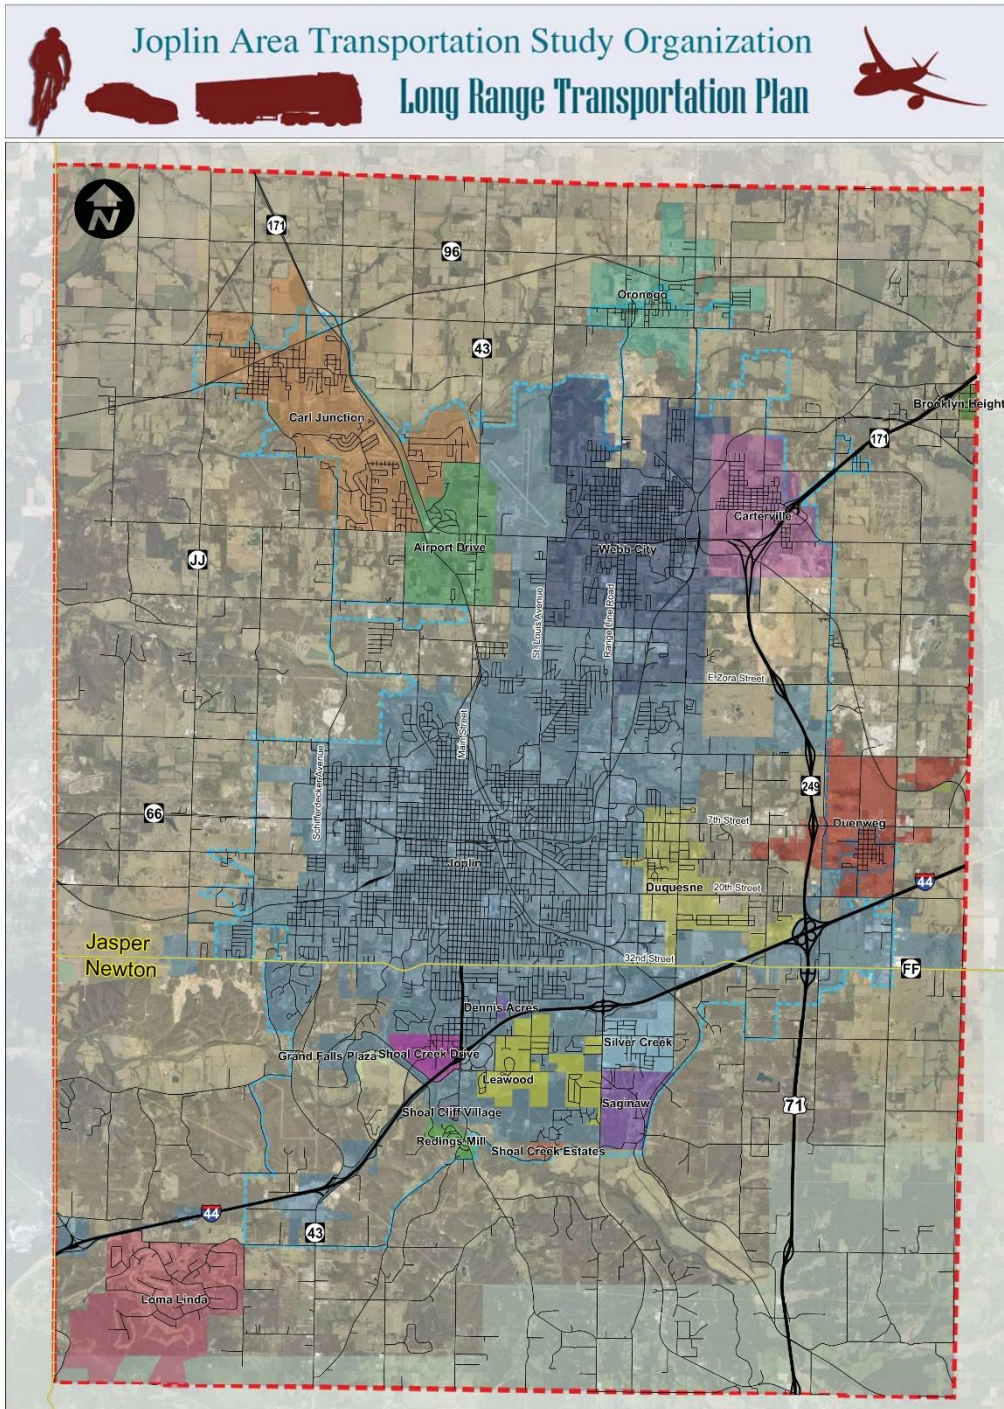 Joplin Area Transportation Study Organization
Long Range Transportation Plan
N
171
96
Oronogo
43
Brooklyn Height
Carl Junction
171
Carterville
Airport Drive
Webb City
JJ
St. Louis Avenue
Range Line Road
E Zora Street
Main Street
Schifferdecker Avenue
249
66
7th Street
Duenweg
Joplin
Duquesne
20th Street
44
Jasper
Newton
32nd Street
FF
Dennis Acres
Silver Creek
Grand Falls Plaza
Shoal Creek Drive
Leawood
Saginaw
71
Shoal Cliff Village
Redings Mill
Shoal Creek Estates
44
43
Loma Linda